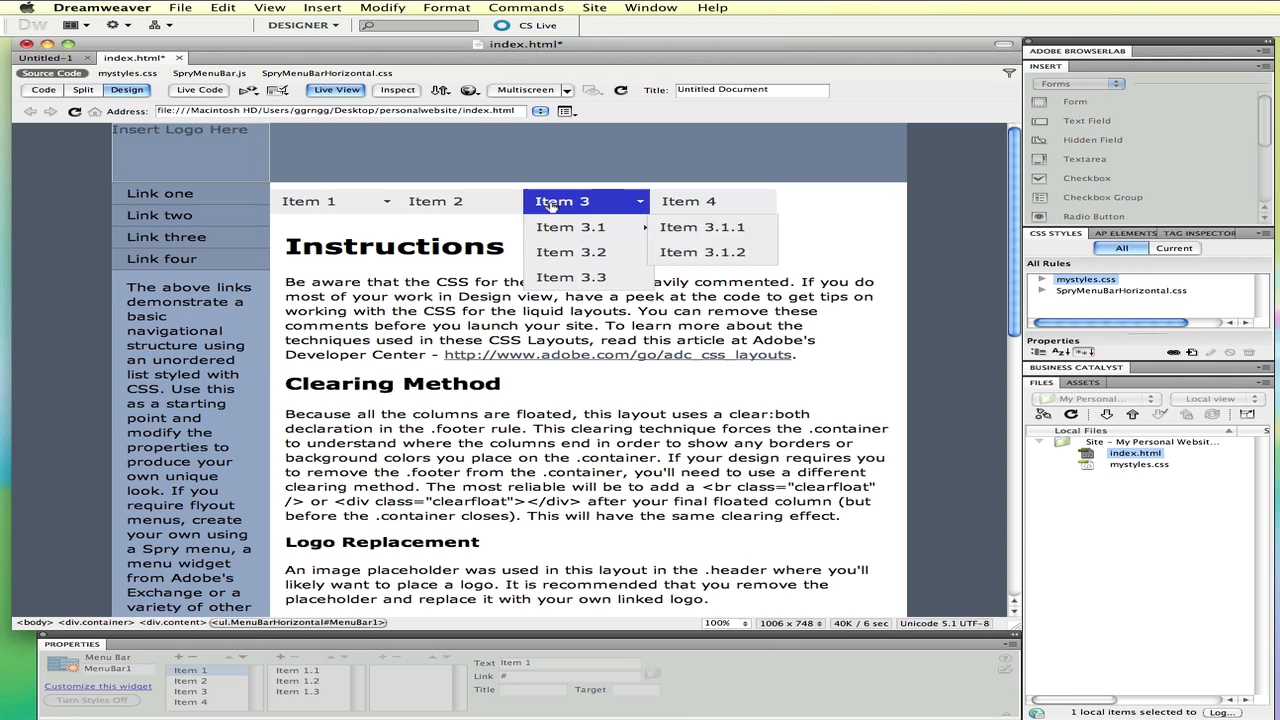 Dreamweaver File Edit View Insert Modify Format Commands Site Window Help
Dw DESIGNER CS Live
index.html*
Untitled-1 index.html*
Source Code mystyles.css SpryMenuBar.js SpryMenuBarHorizontal.css
Code Split Design Live Code Live View Inspect Multiscreen Title: Untitled Document
Address: file:///Macintosh HD/Users/ggrngg/Desktop/personalwebsite/index.html
Insert Logo Here
Link one
Link two
Link three
Link four
The above links
demonstrate a
basic
navigational
structure using
an unordered
list styled with
CSS. Use this
as a starting
point and
modify the
properties to
produce your
own unique
look. If you
require flyout
menus, create
your own using
a Spry menu, a
menu widget
from Adobe's
Exchange or a
variety of other
Item 1 Item 2 Item 3 Item 4
Item 3.1 Item 3.1.1
Item 3.2 Item 3.1.2
Item 3.3
Instructions
Be aware that the CSS for the avily commented. If you do
most of your work in Design view, have a peek at the code to get tips on
working with the CSS for the liquid layouts. You can remove these
comments before you launch your site. To learn more about the
techniques used in these CSS Layouts, read this article at Adobe's
Developer Center - http://www.adobe.com/go/adc_css_layouts.
Clearing Method
Because all the columns are floated, this layout uses a clear:both
declaration in the .footer rule. This clearing technique forces the .container
to understand where the columns end in order to show any borders or
background colors you place on the .container. If your design requires you
to remove the .footer from the .container, you'll need to use a different
clearing method. The most reliable will be to add a <br class="clearfloat"
/> or <div class="clearfloat"></div> after your final floated column (but
before the .container closes). This will have the same clearing effect.
Logo Replacement
An image placeholder was used in this layout in the .header where you'll
likely want to place a logo. It is recommended that you remove the
placeholder and replace it with your own linked logo.
<body> <div.container> <div.content> <ul.MenuBarHorizontal#MenuBar1> 100% 1006 x 748 40K / 6 sec Unicode 5.1 UTF-8
PROPERTIES
Menu Bar
MenuBar1
Customize this widget
Turn Styles Off
Item 1
Item 2
Item 3
Item 4
Item 1.1
Item 1.2
Item 1.3
Text Item 1
Link #
Title Target
ADOBE BROWSERLAB
INSERT
Forms
Form
Text Field
Hidden Field
Textarea
Checkbox
Checkbox Group
Radio Button
CSS STYLES AP ELEMENTS TAG INSPECTOR
All Current
All Rules
mystyles.css
SpryMenuBarHorizontal.css
Properties
BUSINESS CATALYST
FILES ASSETS
My Personal... Local view
Local Files S
Site - My Personal Websit...
index.html
mystyles.css
1 local items selected to Log...